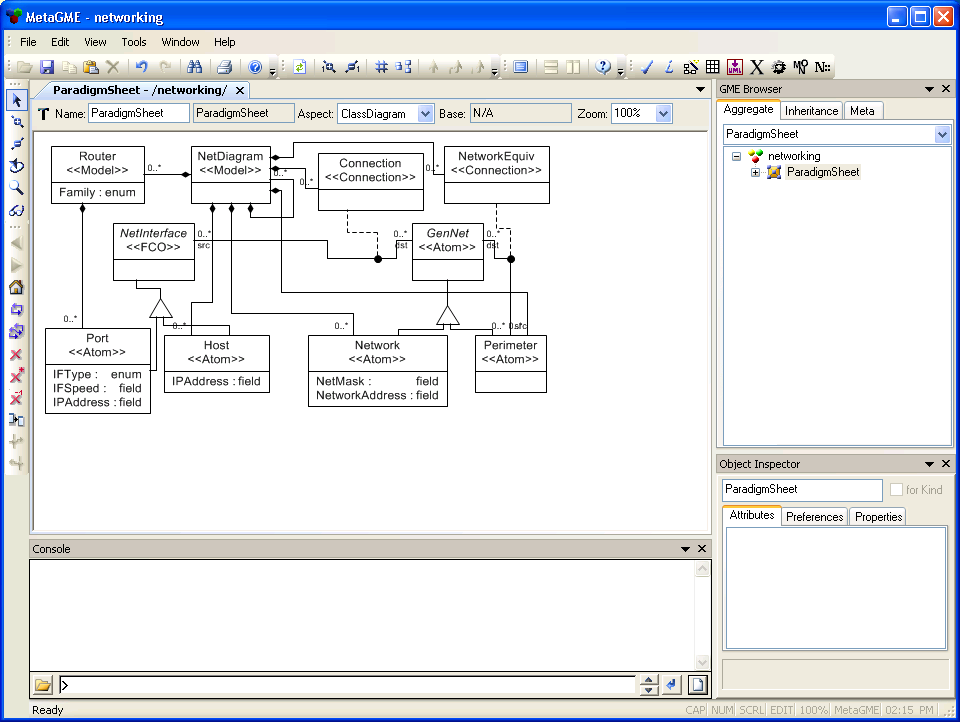 MetaGME - networking
File Edit View Tools Window Help
ParadigmSheet - /networking/
T Name: ParadigmSheet ParadigmSheet Aspect: ClassDiagram Base: N/A Zoom: 100%
Router
<<Model>>
Family : enum
0..*
NetDiagram
<<Model>>
0..*
0..*
Connection
<<Connection>>
0..*
NetworkEquiv
<<Connection>>
NetInterface
<<FCO>>
0..*
src
0..*
dst
GenNet
<<Atom>>
0..*
dst
0..*
Port
<<Atom>>
IFType : enum
IFSpeed : field
IPAddress : field
0..*
Host
<<Atom>>
IPAddress : field
0..*
Network
<<Atom>>
NetMask : field
NetworkAddress : field
0..*
Perimeter
<<Atom>>
GME Browser
Aggregate Inheritance Meta
ParadigmSheet
networking
ParadigmSheet
Object Inspector
ParadigmSheet for Kind
Attributes Preferences Properties
Console
>
Ready
CAP NUM SCRL EDIT 100% MetaGME 02:15 PM